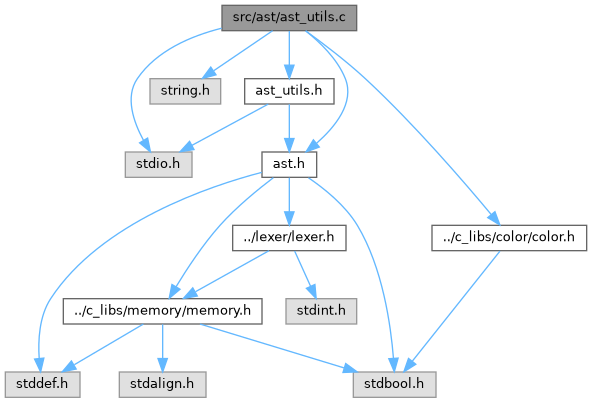 src/ast/ast_utils.c
string.h
ast_utils.h
stdio.h
ast.h
../lexer/lexer.h
../c_libs/color/color.h
../c_libs/memory/memory.h
stdint.h
stddef.h
stdalign.h
stdbool.h